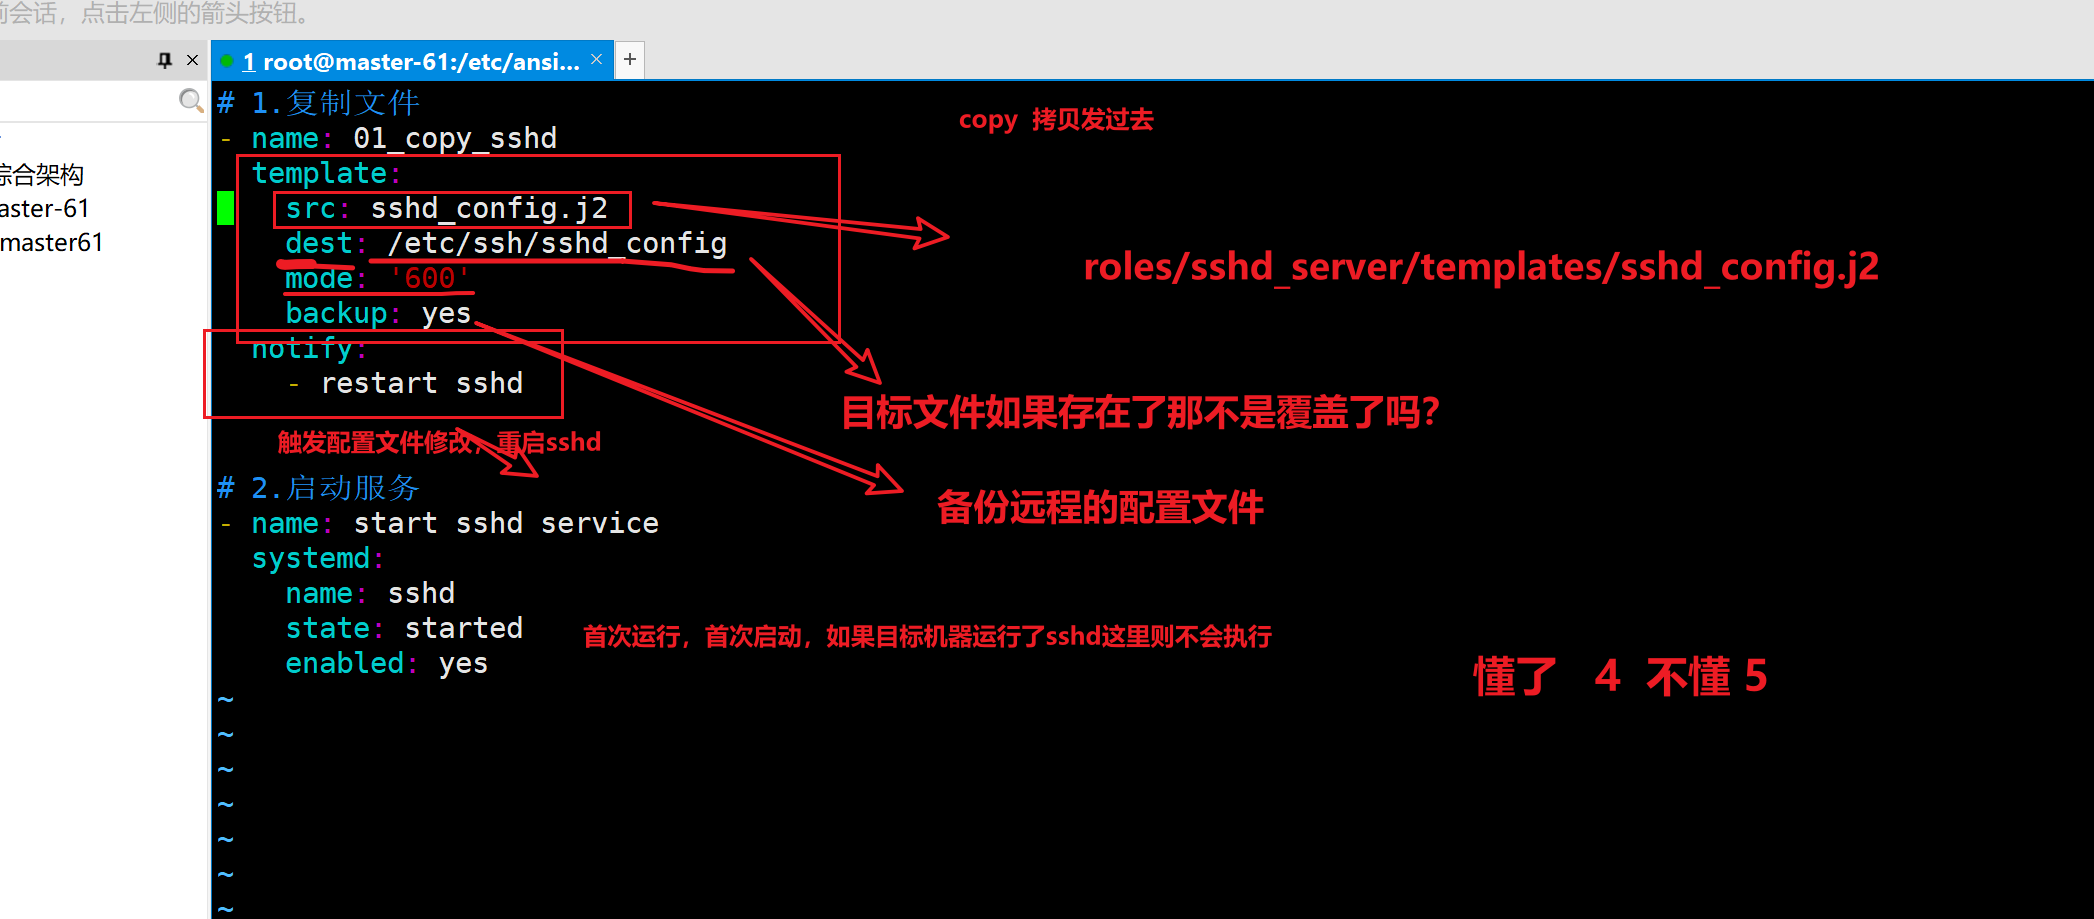 前会话，点击左侧的箭头按钮。
1 root@master-61:/etc/ansi... × +
综合架构
aster-61
master61
# 1.复制文件
copy 拷贝发过去
- name: 01_copy_sshd
template:
src: sshd_config.j2
dest: /etc/ssh/sshd_config
roles/sshd_server/templates/sshd_config.j2
mode: '600'
backup: yes
notify:
- restart sshd
目标文件如果存在了那不是覆盖了吗？
触发配置文件修改，重启sshd
# 2.启动服务
备份远程的配置文件
- name: start sshd service
systemd:
name: sshd
state: started
首次运行，首次启动，如果目标机器运行了sshd这里则不会执行
enabled: yes
懂了 4 不懂 5
~
~
~
~
~
~
~